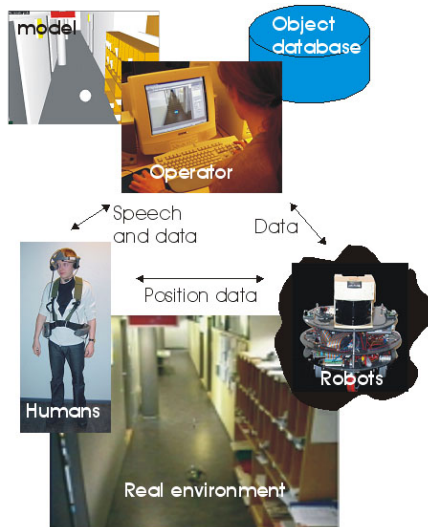 model
Object
database
Operator
Speech
and data
Data
Position data
Humans
Robots
Real environment